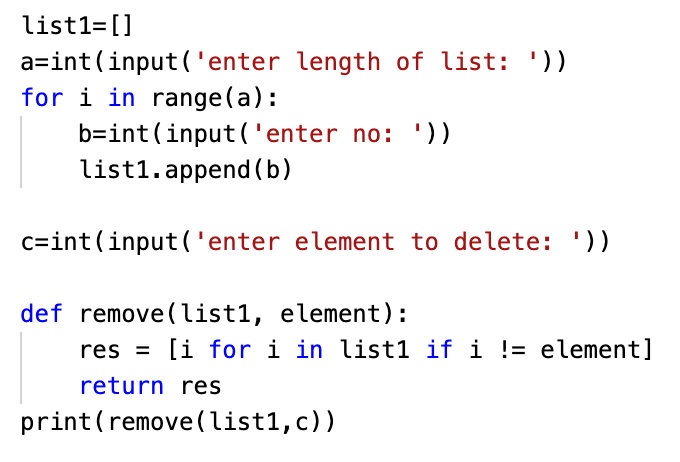 list1=[]
a=int(input('enter length of list: '))
for i in range(a):
    b=int(input('enter no: '))
    list1.append(b)

c=int(input('enter element to delete: '))

def remove(list1, element):
    res = [i for i in list1 if i != element]
    return res
print(remove(list1,c))